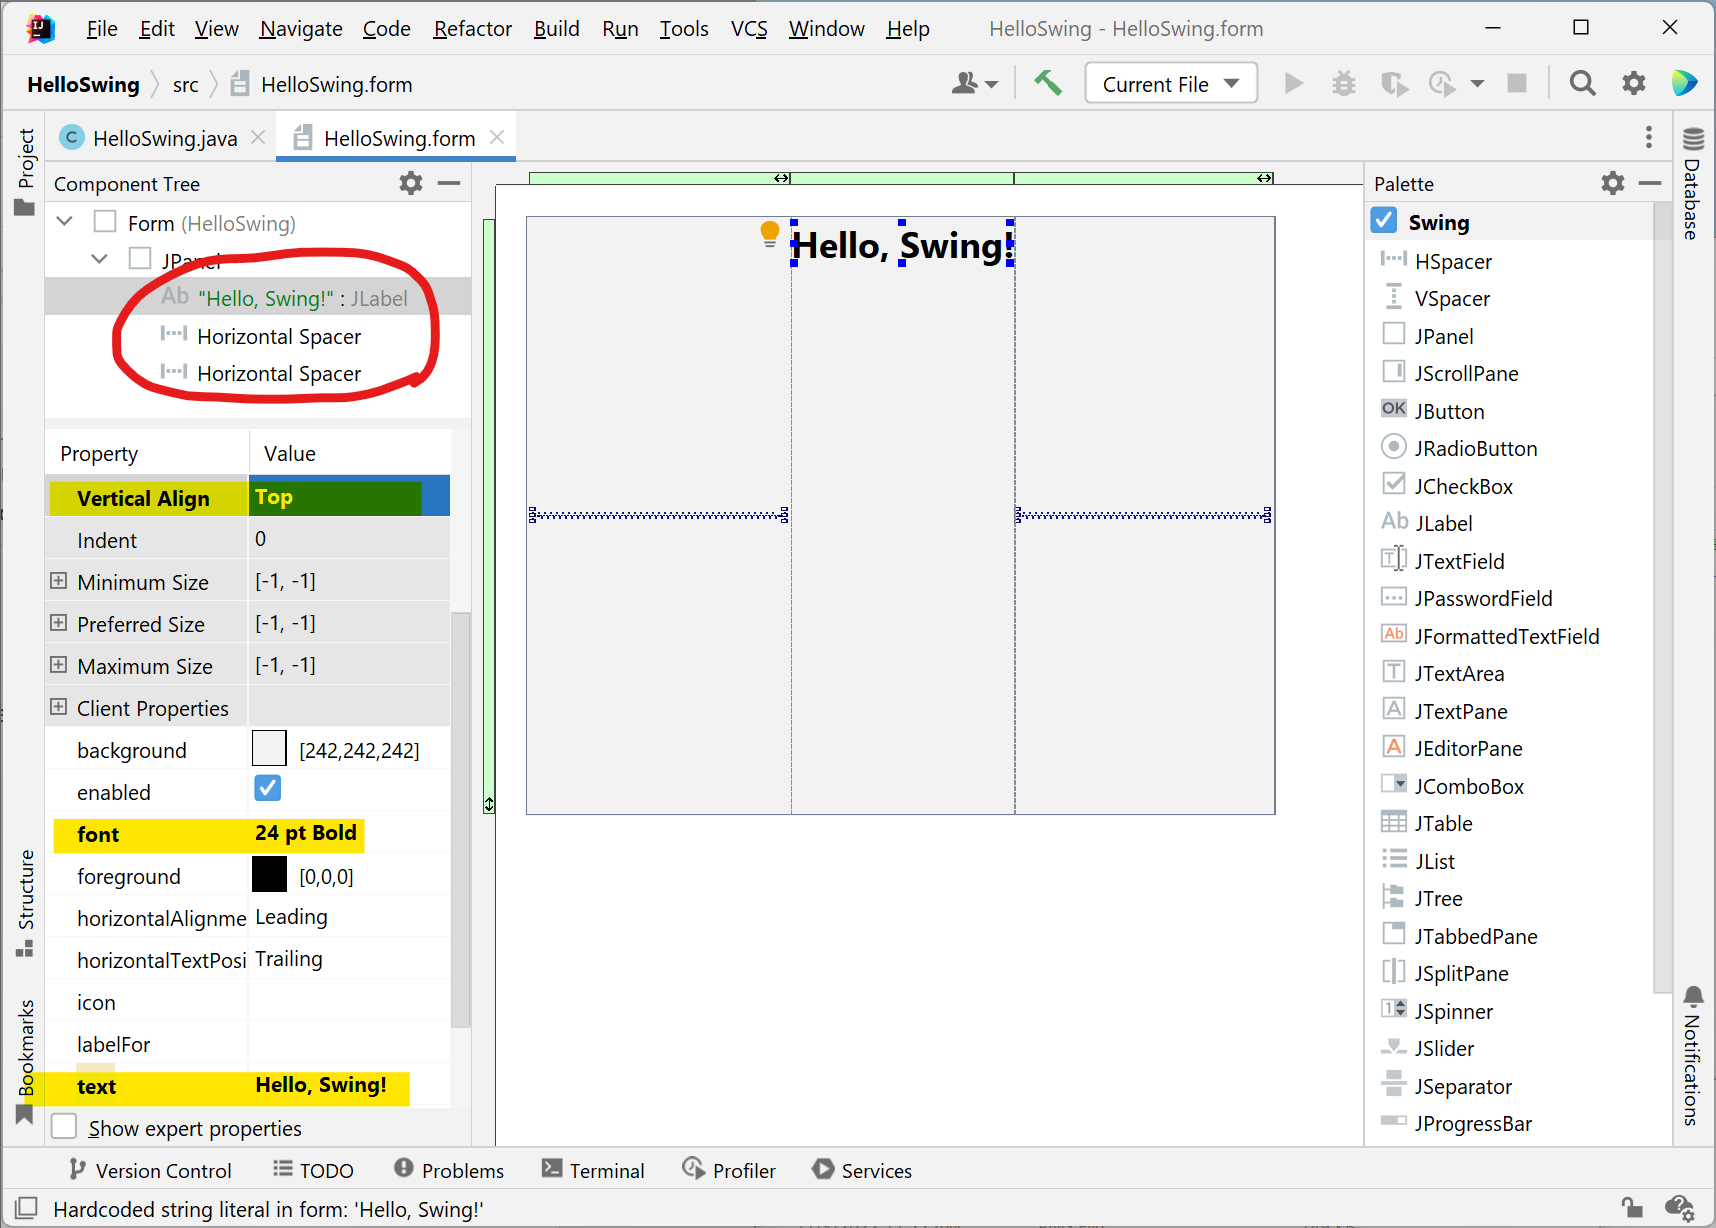 File Edit View Navigate Code Refactor Build Run Tools VCS Window Help HelloSwing - HelloSwing.form
HelloSwing src HelloSwing.form Current File
Project
C HelloSwing.java HelloSwing.form
Database
Component Tree
Form (HelloSwing)
JPanel
Ab "Hello, Swing!" : JLabel
Horizontal Spacer
Horizontal Spacer
Property Value
Vertical Align Top
Indent 0
Minimum Size [-1, -1]
Preferred Size [-1, -1]
Maximum Size [-1, -1]
Client Properties
background [242,242,242]
enabled
font 24 pt Bold
foreground [0,0,0]
horizontalAlignme Leading
horizontalTextPosi Trailing
icon
labelFor
text Hello, Swing!
Show expert properties
Structure
Bookmarks
Hello, Swing!
Palette
Swing
HSpacer
VSpacer
JPanel
JScrollPane
OK JButton
JRadioButton
JCheckBox
Ab JLabel
T JTextField
JPasswordField
Ab JFormattedTextField
T JTextArea
A JTextPane
A JEditorPane
JComboBox
JTable
JList
JTree
JTabbedPane
JSplitPane
1 JSpinner
JSlider
JSeparator
JProgressBar
Notifications
Version Control TODO Problems Terminal Profiler Services
Hardcoded string literal in form: 'Hello, Swing!'